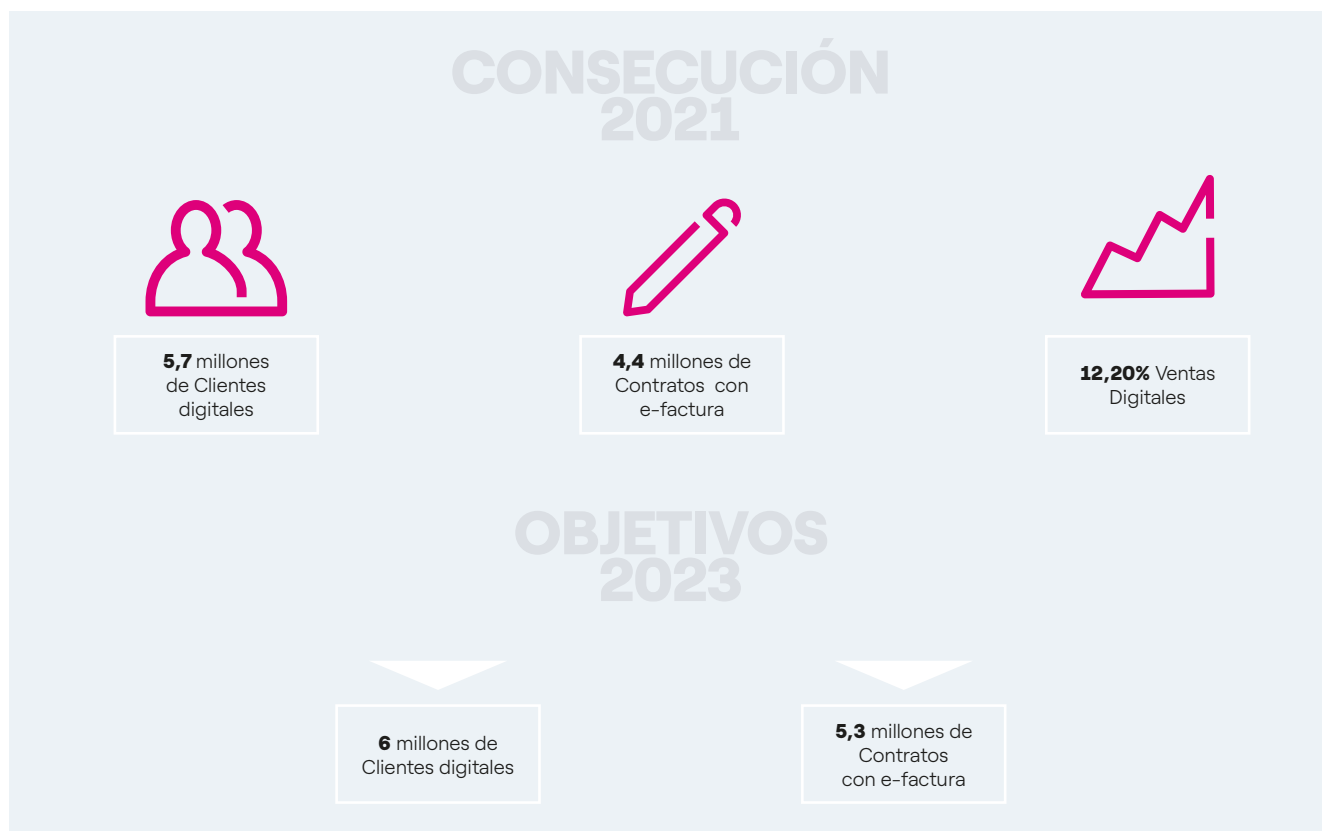 CONSECUCIÓN
2021
5,7 millones
de Clientes
digitales
4,4 millones de
Contratos con
e-factura
12,20% Ventas
Digitales
OBJETIVOS
2023
6 millones de
Clientes digitales
5,3 millones de
Contratos
con e-factura